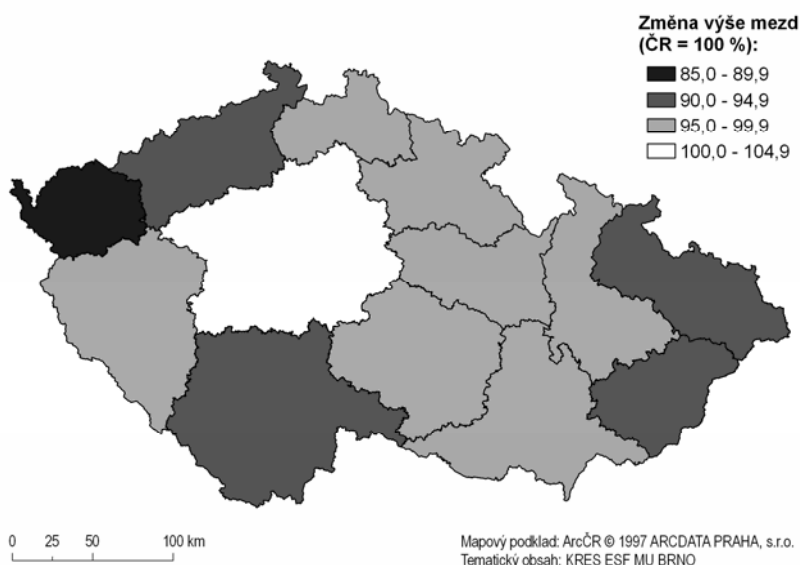 Změna výše mezd
(ČR = 100 %):
85,0 - 89,9
90,0 - 94,9
95,0 - 99,9
100,0 - 104,9
0 25 50 100 km
Mapový podklad: ArcČR © 1997 ARCDATA PRAHA, s.r.o.
Tematický obsah: KRES ESF MU BRNO